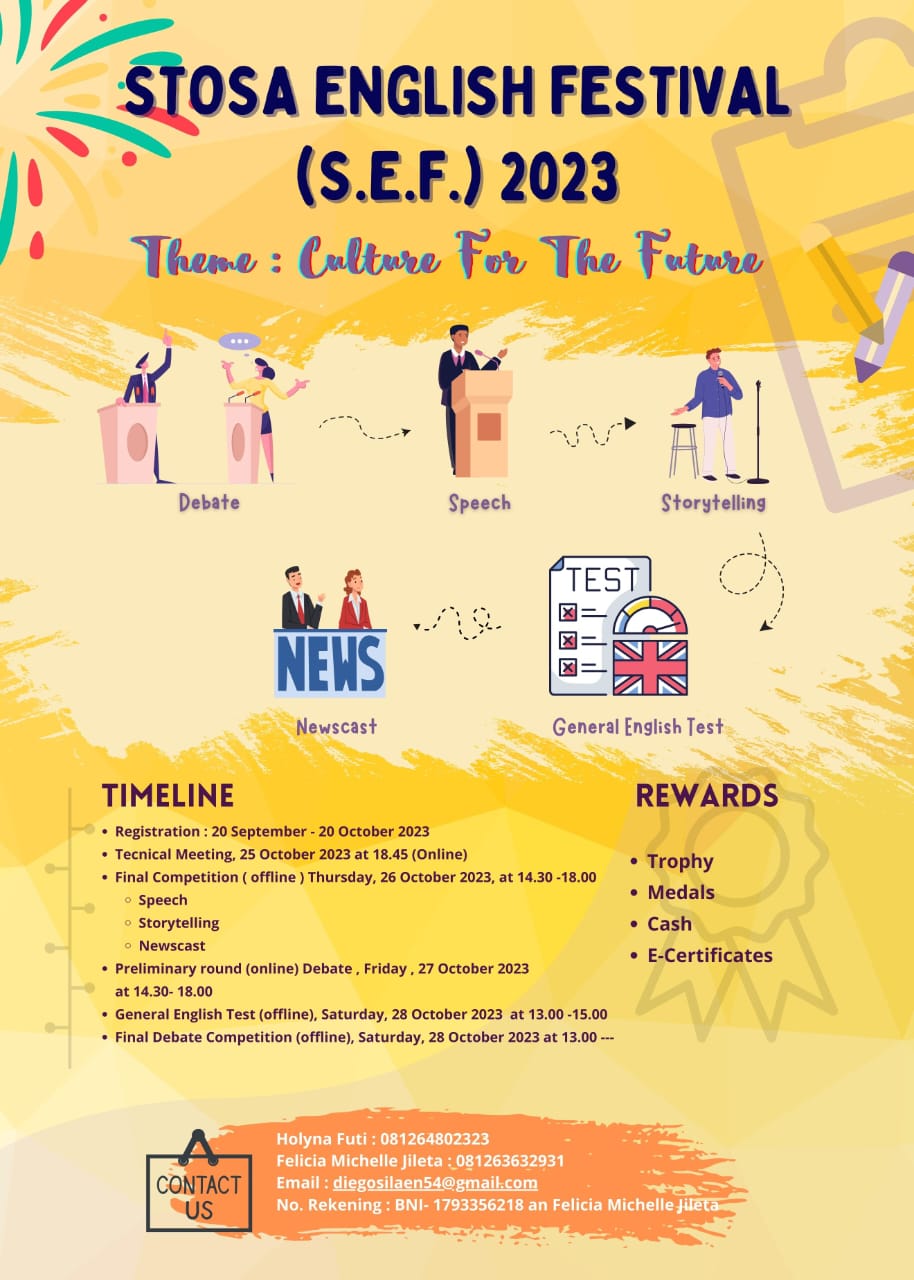 STOSA ENGLISH FESTIVAL
(S.E.F.) 2023
Theme : Culture For The Future
Debate
Speech
Storytelling
NEWS
Newscast
TEST
General English Test
TIMELINE
• Registration : 20 September - 20 October 2023
• Tecnical Meeting, 25 October 2023 at 18.45 (Online)
• Final Competition ( offline ) Thursday, 26 October 2023, at 14.30 -18.00
○ Speech
○ Storytelling
○ Newscast
• Preliminary round (online) Debate , Friday , 27 October 2023
at 14.30- 18.00
• General English Test (offline), Saturday, 28 October 2023 at 13.00 -15.00
• Final Debate Competition (offline), Saturday, 28 October 2023 at 13.00 ---
REWARDS
• Trophy
• Medals
• Cash
• E-Certificates
CONTACT
US
Holyna Futi : 081264802323
Felicia Michelle Jileta : 081263632931
Email : diegosilaen54@gmail.com
No. Rekening : BNI- 1793356218 an Felicia Michelle Jileta